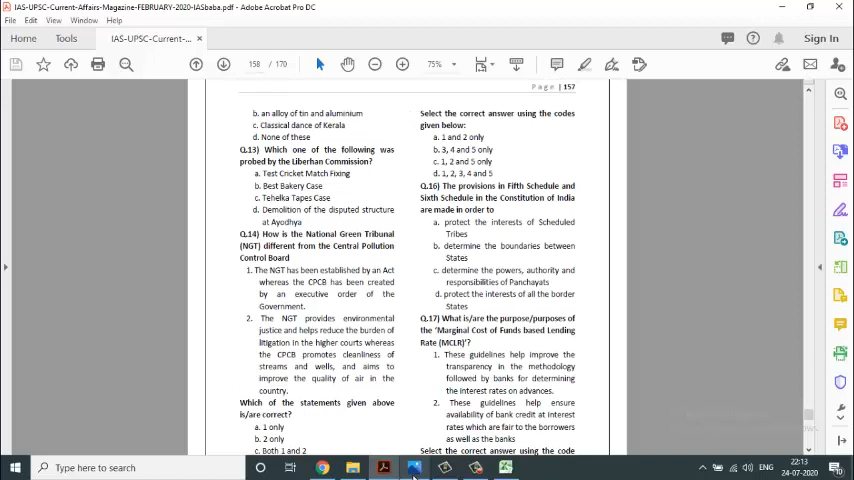 IAS-UPSC-Current-Affairs-Magazine-FEBRUARY-2020-IASbaba.pdf - Adobe Acrobat Pro DC
File Edit View Window Help
Home Tools IAS-UPSC-Current-... ×
Sign In
158 / 170
75%
Page | 157
b. an alloy of tin and aluminium
c. Classical dance of Kerala
d. None of these
Q.13) Which one of the following was
probed by the Liberhan Commission?
a. Test Cricket Match Fixing
b. Best Bakery Case
c. Tehelka Tapes Case
d. Demolition of the disputed structure
at Ayodhya
Q.14) How is the National Green Tribunal
(NGT) different from the Central Pollution
Control Board
1. The NGT has been established by an Act
whereas the CPCB has been created
by an executive order of the
Government.
2. The NGT provides environmental
justice and helps reduce the burden of
litigation in the higher courts whereas
the CPCB promotes cleanliness of
streams and wells, and aims to
improve the quality of air in the
country.
Which of the statements given above
is/are correct?
a. 1 only
b. 2 only
c. Both 1 and 2
Select the correct answer using the codes
given below:
a. 1 and 2 only
b. 3, 4 and 5 only
c. 1, 2 and 5 only
d. 1, 2, 3, 4 and 5
Q.16) The provisions in Fifth Schedule and
Sixth Schedule in the Constitution of India
are made in order to
a. protect the interests of Scheduled
Tribes
b. determine the boundaries between
States
c. determine the powers, authority and
responsibilities of Panchayats
d. protect the interests of all the border
States
Q.17) What is/are the purpose/purposes of
the 'Marginal Cost of Funds based Lending
Rate (MCLR)'?
1. These guidelines help improve the
transparency in the methodology
followed by banks for determining
the interest rates on advances.
2. These guidelines help ensure
availability of bank credit at interest
rates which are fair to the borrowers
as well as the banks
Select the correct answer using the code
Type here to search
ENG
22:13
24-07-2020
10